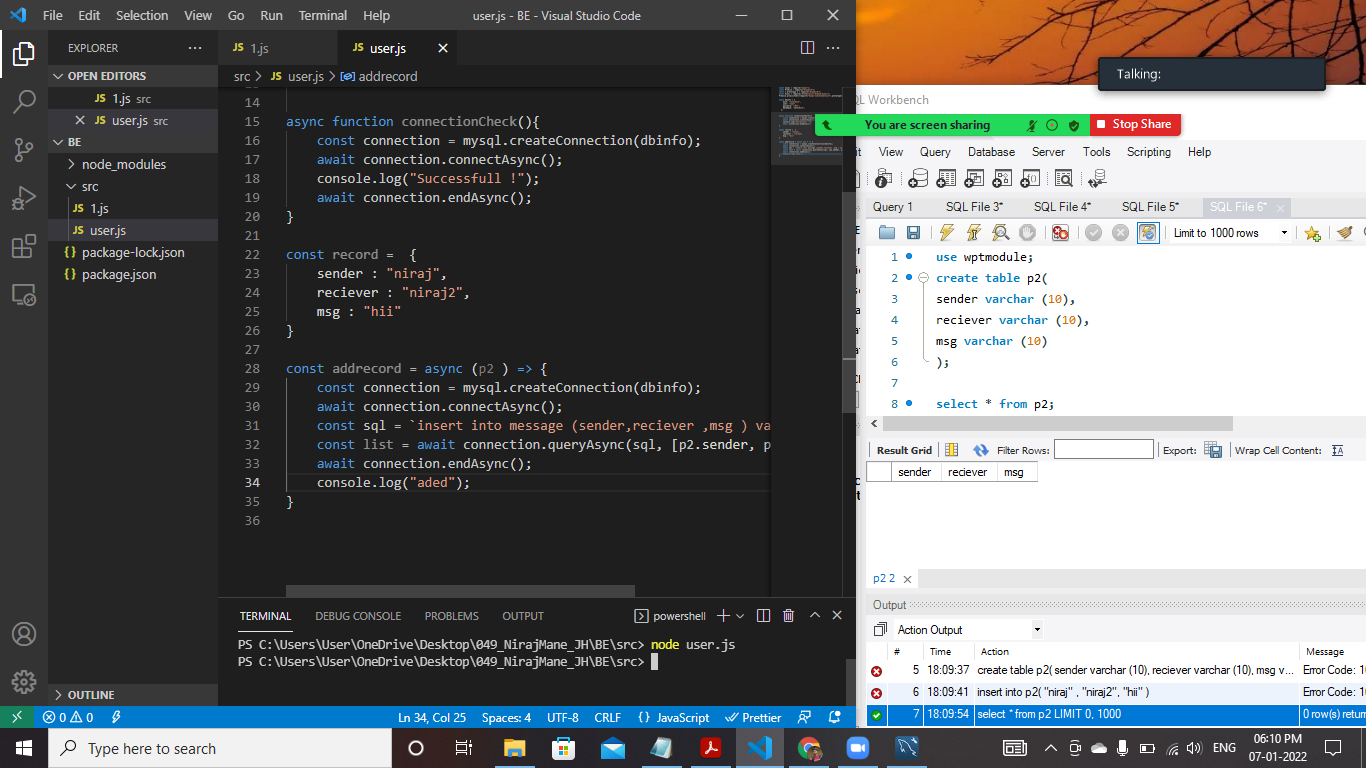 File Edit Selection View Go Run Terminal Help user.js - BE - Visual Studio Code
EXPLORER
OPEN EDITORS
JS 1.js src
JS user.js src
BE
node_modules
src
JS 1.js
JS user.js
{} package-lock.json
{} package.json
OUTLINE
JS 1.js JS user.js
src > JS user.js > addrecord
14
15 async function connectionCheck(){
16 const connection = mysql.createConnection(dbinfo);
17 await connection.connectAsync();
18 console.log("Successfull !");
19 await connection.endAsync();
20 }
21
22 const record = {
23 sender : "niraj",
24 reciever : "niraj2",
25 msg : "hii"
26 }
27
28 const addrecord = async (p2 ) => {
29 const connection = mysql.createConnection(dbinfo);
30 await connection.connectAsync();
31 const sql = `insert into message (sender,reciever ,msg ) va
32 const list = await connection.queryAsync(sql, [p2.sender, p
33 await connection.endAsync();
34 console.log("aded");
35 }
36
TERMINAL DEBUG CONSOLE PROBLEMS OUTPUT powershell
PS C:\Users\User\OneDrive\Desktop\049_NirajMane_JH\BE\src> node user.js
PS C:\Users\User\OneDrive\Desktop\049_NirajMane_JH\BE\src>
0 0 Ln 34, Col 25 Spaces: 4 UTF-8 CRLF {} JavaScript Prettier
Talking:
QL Workbench
You are screen sharing Stop Share
it View Query Database Server Tools Scripting Help
Query 1 SQL File 3* SQL File 4* SQL File 5* SQL File 6*
Limit to 1000 rows
1 use wptmodule;
2 create table p2(
3 sender varchar (10),
4 reciever varchar (10),
5 msg varchar (10)
6 );
7
8 select * from p2;
Result Grid Filter Rows: Export: Wrap Cell Content:
sender reciever msg
p2 2
Output
Action Output
# Time Action Message
5 18:09:37 create table p2( sender varchar (10), reciever varchar (10), msg v... Error Code: 10
6 18:09:41 insert into p2( "niraj" , "niraj2", "hii" ) Error Code: 10
7 18:09:54 select * from p2 LIMIT 0, 1000 0 row(s) return
Type here to search
ENG
06:10 PM
07-01-2022